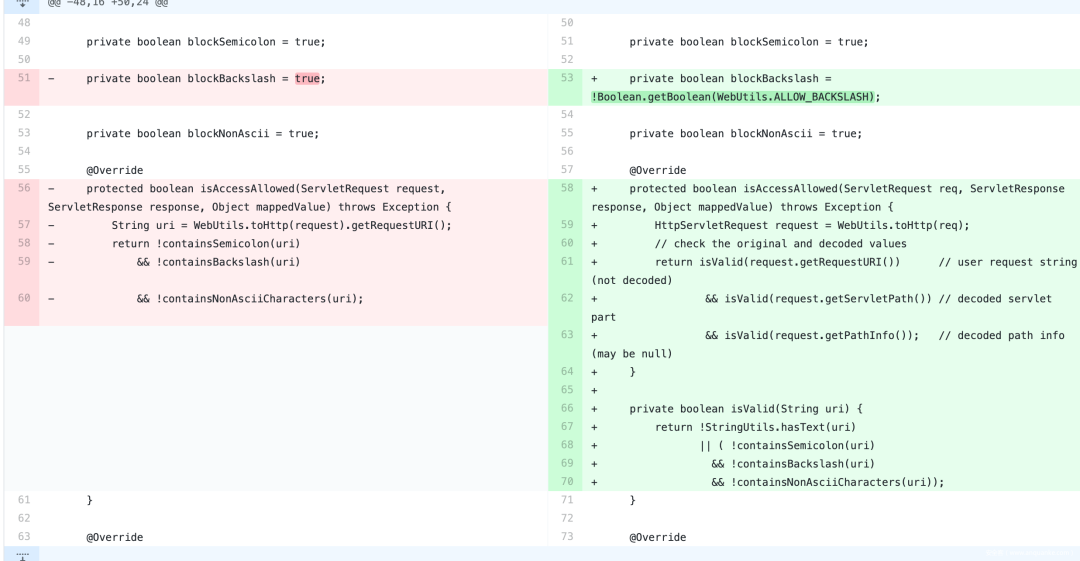 @@ -48,16 +50,24 @@
48
49 private boolean blockSemicolon = true;
50
51 - private boolean blockBackslash = true;
52
53 private boolean blockNonAscii = true;
54
55 @Override
56 - protected boolean isAccessAllowed(ServletRequest request,
ServletResponse response, Object mappedValue) throws Exception {
57 - String uri = WebUtils.toHttp(request).getRequestURI();
58 - return !containsSemicolon(uri)
59 - && !containsBackslash(uri)
60 - && !containsNonAsciiCharacters(uri);
61 }
62
63 @Override
50
51 private boolean blockSemicolon = true;
52
53 + private boolean blockBackslash =
!Boolean.getBoolean(WebUtils.ALLOW_BACKSLASH);
54
55 private boolean blockNonAscii = true;
56
57 @Override
58 + protected boolean isAccessAllowed(ServletRequest req, ServletResponse
response, Object mappedValue) throws Exception {
59 + HttpServletRequest request = WebUtils.toHttp(req);
60 + // check the original and decoded values
61 + return isValid(request.getRequestURI()) // user request string
(not decoded)
62 + && isValid(request.getServletPath()) // decoded servlet
part
63 + && isValid(request.getPathInfo()); // decoded path info
(may be null)
64 + }
65 +
66 + private boolean isValid(String uri) {
67 + return !StringUtils.hasText(uri)
68 + || ( !containsSemicolon(uri)
69 + && !containsBackslash(uri)
70 + && !containsNonAsciiCharacters(uri));
71 }
72
73 @Override